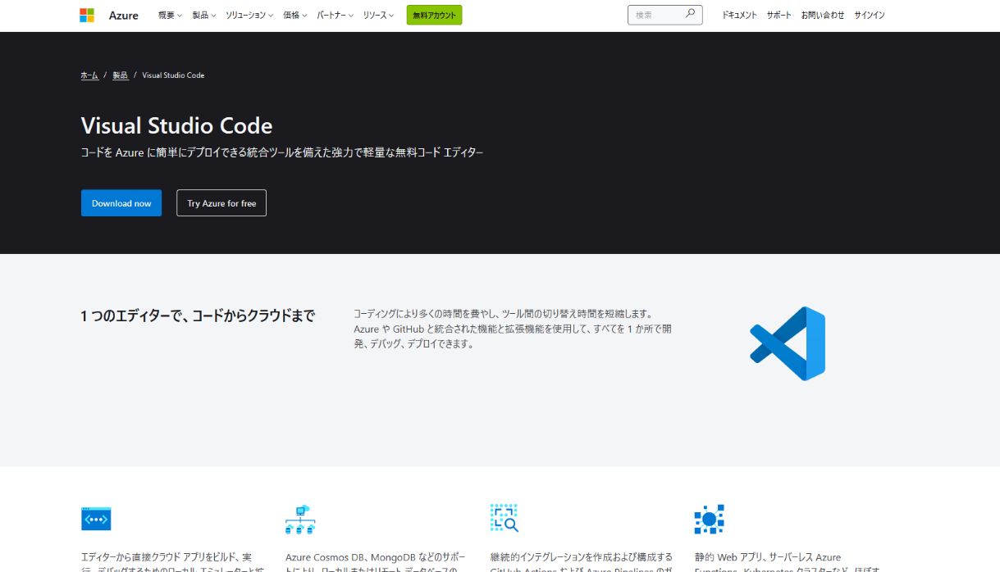 Azure 概要 製品 ソリューション 価格 パートナー リソース 無料アカウント 検索 ドキュメント サポート お問い合わせ サインイン
ホーム / 製品 / Visual Studio Code
Visual Studio Code
コードを Azure に簡単にデプロイできる統合ツールを備えた強力で軽量な無料コード エディター
Download now Try Azure for free
1 つのエディターで、コードからクラウドまで
コーディングにより多くの時間を費やし、ツール間の切り替え時間を短縮します。
Azure や GitHub と統合された機能と拡張機能を使用して、すべてを 1 か所で開
発、デバッグ、デプロイできます。
エディターから直接クラウド アプリをビルド、実
行、デバッグするためのローカル エミュレーターと拡
Azure Cosmos DB、MongoDB などのサポー
トにより、ローカルまたはリモート データベースの
継続的インテグレーションを作成および構成する
GitHub Actions および Azure Pipelines のガ
静的 Web アプリ、サーバーレス Azure
Functions、Kubernetes クラスターなど、ほぼす